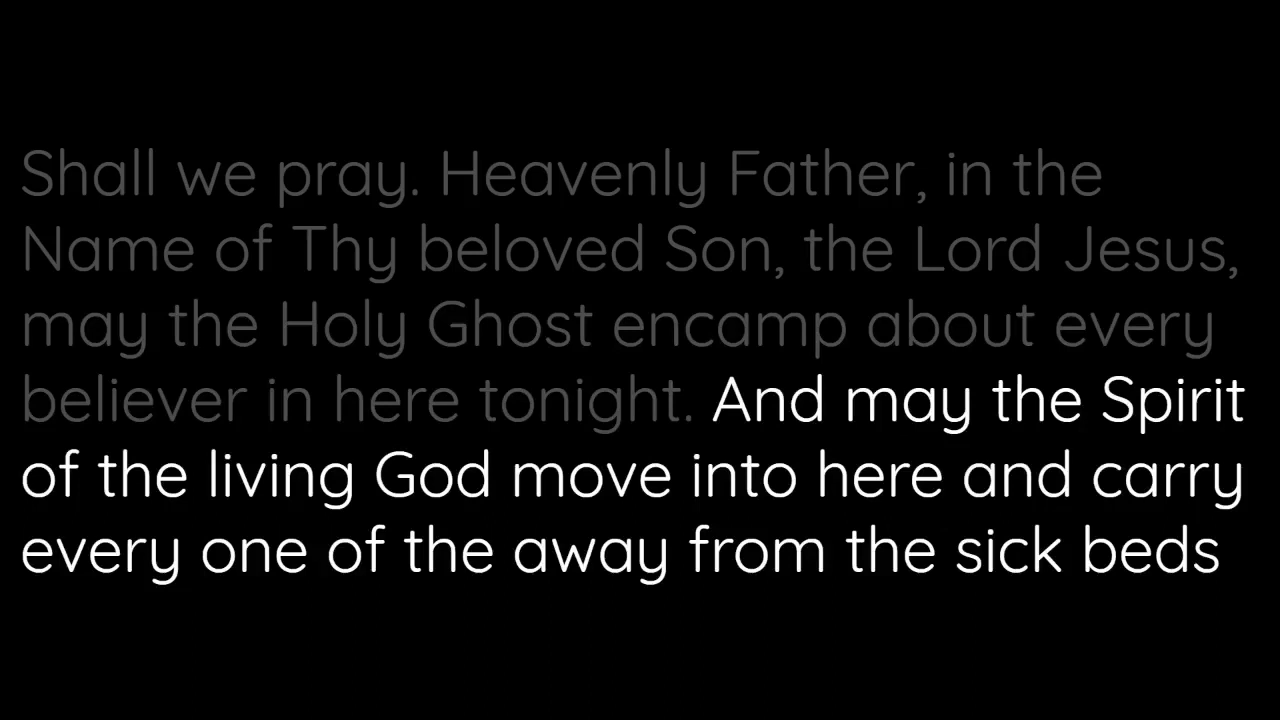 Shall we pray. Heavenly Father, in the
Name of Thy beloved Son, the Lord Jesus,
may the Holy Ghost encamp about every
believer in here tonight. And may the Spirit
of the living God move into here and carry
every one of the away from the sick beds